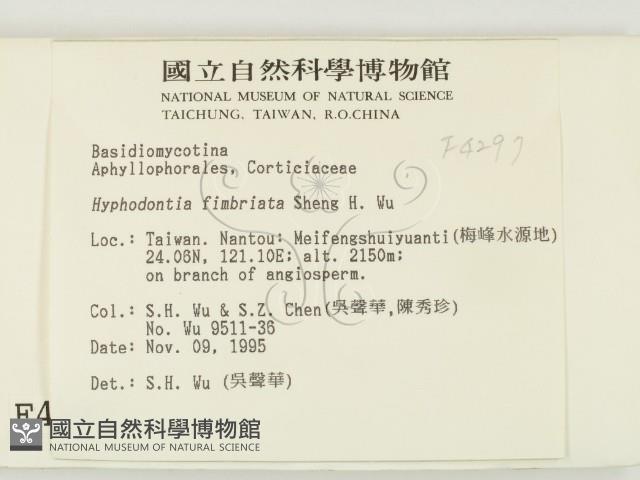 國立自然科學博物館
NATIONAL MUSEUM OF NATURAL SCIENCE
TAICHUNG, TAIWAN, R.O.CHINA
F4297
Basidiomycotina
Aphyllophorales, Corticiaceae
Hyphodontia fimbriata Sheng H. Wu
Loc.: Taiwan. Nantou: Meifengshuiyuanti(梅峰水源地)
24.06N, 121.10E; alt. 2150m;
on branch of angiosperm.
Col.: S.H. Wu & S.Z. Chen(吳聲華,陳秀珍)
No. Wu 9511-36
Date: Nov. 09, 1995
Det.: S.H. Wu (吳聲華)
F4
國立自然科學博物館
NATIONAL MUSEUM OF NATURAL SCIENCE